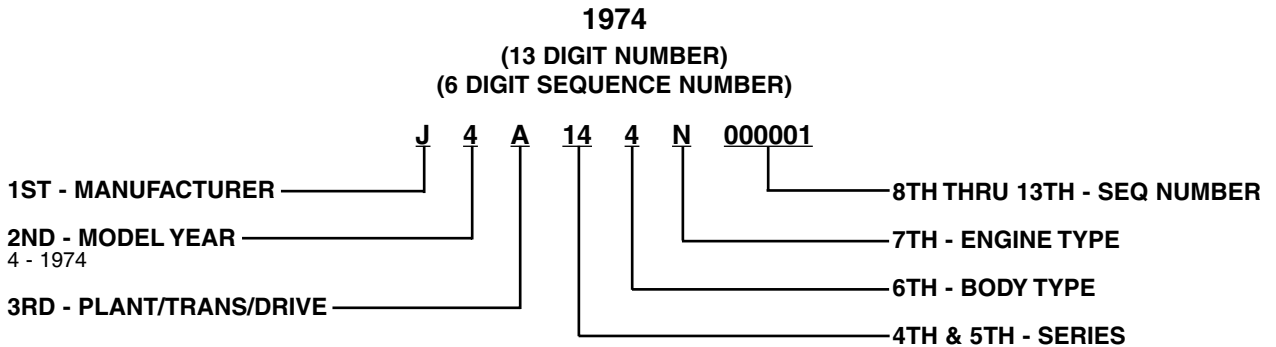 1974
(13 DIGIT NUMBER)
(6 DIGIT SEQUENCE NUMBER)
J 4 A 14 4 N 000001
1ST - MANUFACTURER
8TH THRU 13TH - SEQ NUMBER
2ND - MODEL YEAR
4 - 1974
7TH - ENGINE TYPE
3RD - PLANT/TRANS/DRIVE
6TH - BODY TYPE
4TH & 5TH - SERIES